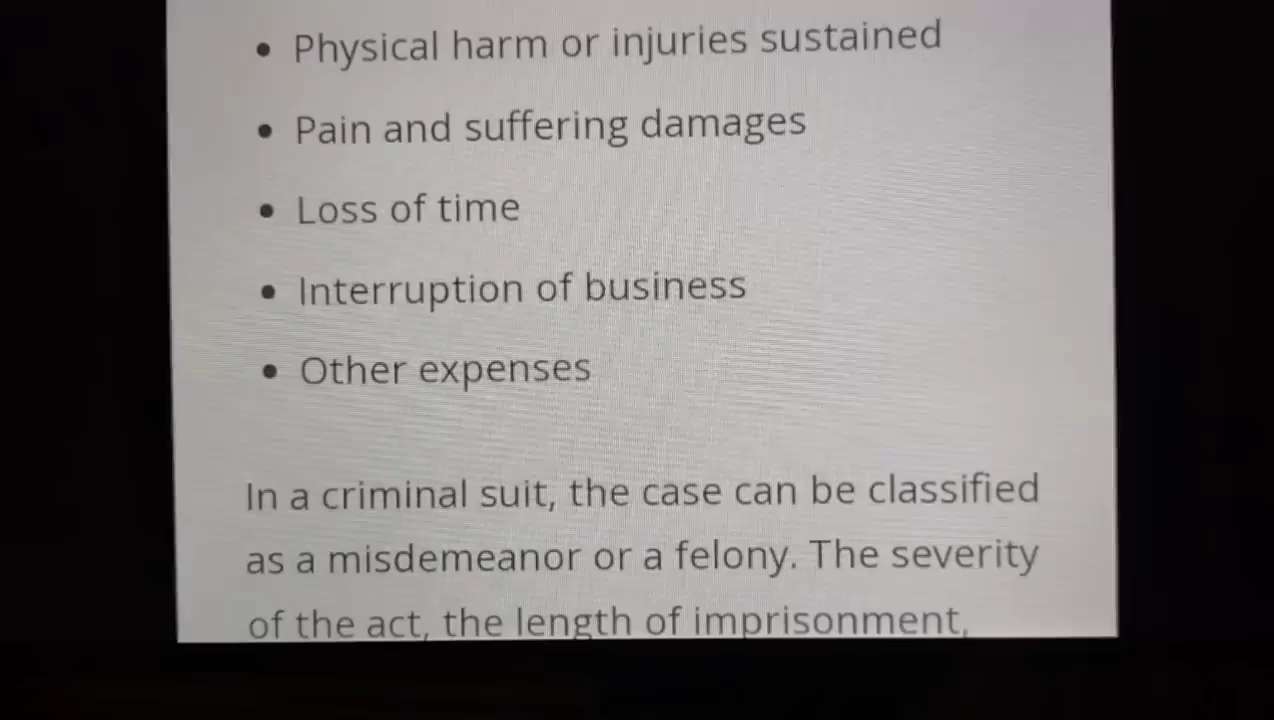 • Physical harm or injuries sustained
• Pain and suffering damages
• Loss of time
• Interruption of business
• Other expenses
In a criminal suit, the case can be classified
as a misdemeanor or a felony. The severity
of the act, the length of imprisonment,